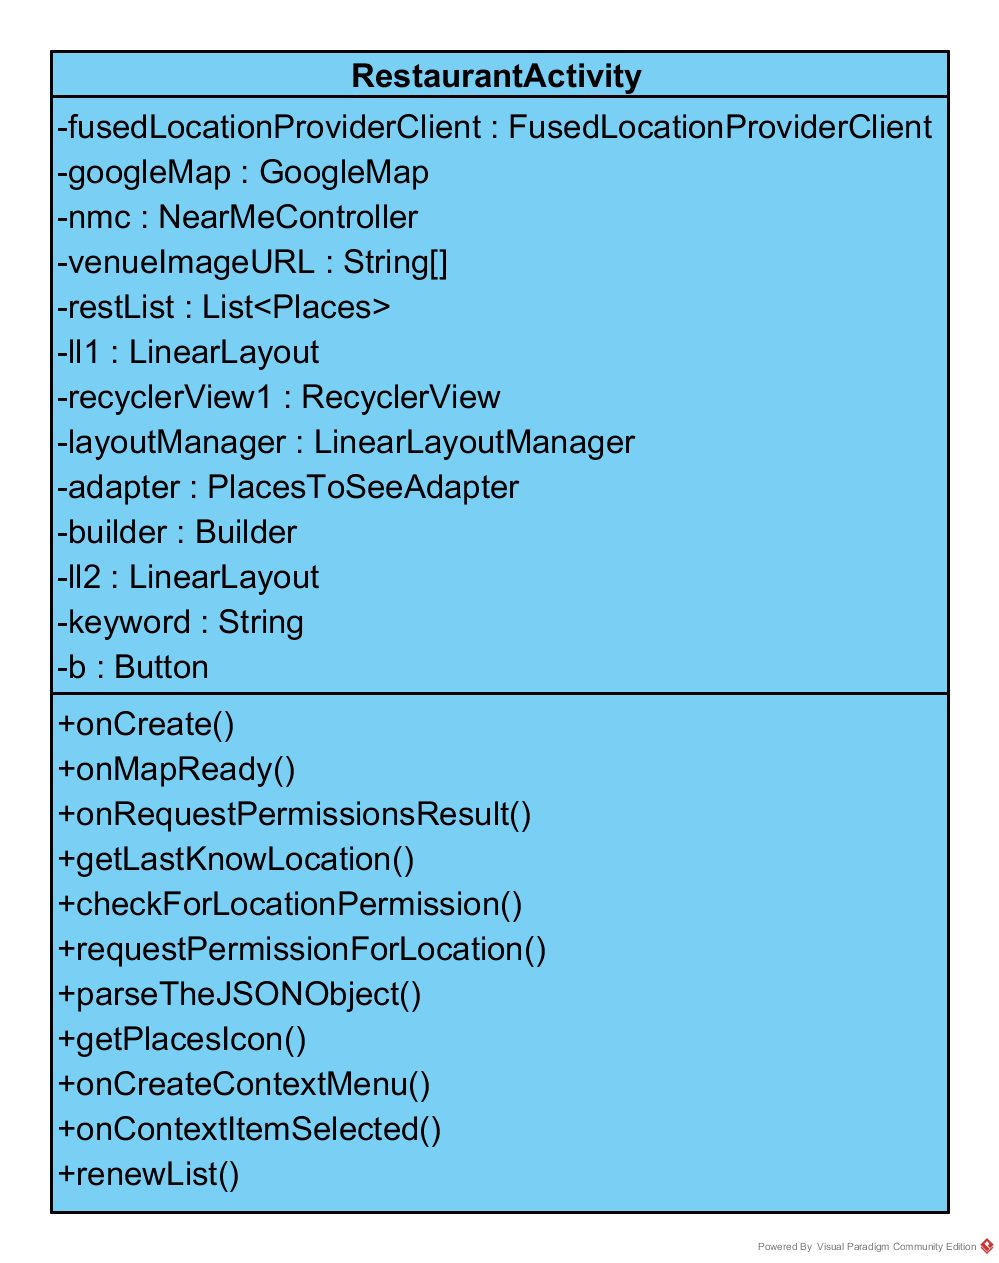 RestaurantActivity
-fusedLocationProviderClient : FusedLocationProviderClient
-googleMap : GoogleMap
-nmc : NearMeController
-venueImageURL : String[]
-restList : List<Places>
-ll1 : LinearLayout
-recyclerView1 : RecyclerView
-layoutManager : LinearLayoutManager
-adapter : PlacesToSeeAdapter
-builder : Builder
-ll2 : LinearLayout
-keyword : String
-b : Button
+onCreate()
+onMapReady()
+onRequestPermissionsResult()
+getLastKnowLocation()
+checkForLocationPermission()
+requestPermissionForLocation()
+parseTheJSONObject()
+getPlacesIcon()
+onCreateContextMenu()
+onContextItemSelected()
+renewList()
Powered By Visual Paradigm Community Edition